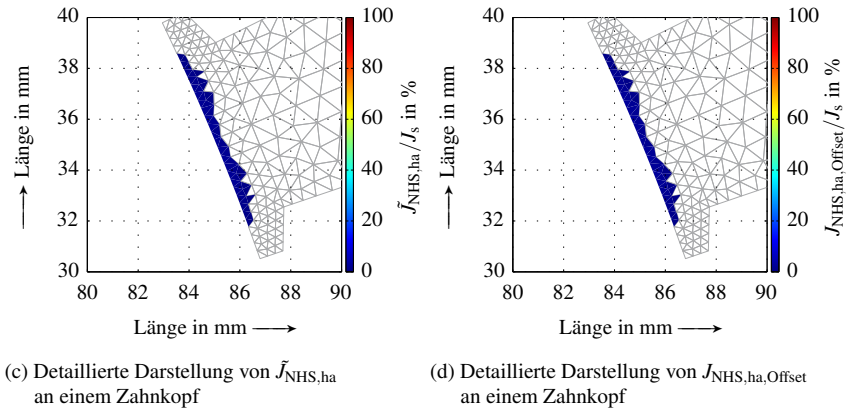 40
38
36
34
32
30
80 82 84 86 88 90
Länge in mm
Länge in mm
100
80
60
40
20
0
J̃NHS,ha/Js in %
40
38
36
34
32
30
80 82 84 86 88 90
Länge in mm
Länge in mm
100
80
60
40
20
0
JNHS,ha,Offset/Js in %
(c) Detaillierte Darstellung von J̃NHS,ha
an einem Zahnkopf
(d) Detaillierte Darstellung von JNHS,ha,Offset
an einem Zahnkopf